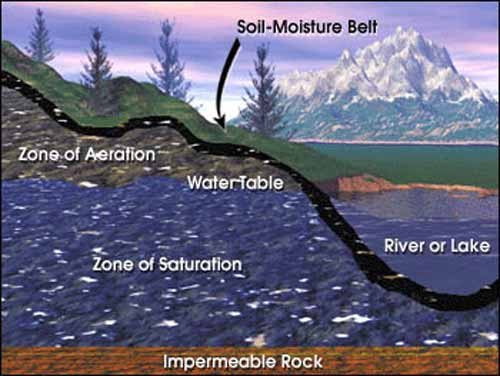 Soil-Moisture Belt
Zone of Aeration
Water Table
River or Lake
Zone of Saturation
Impermeable Rock